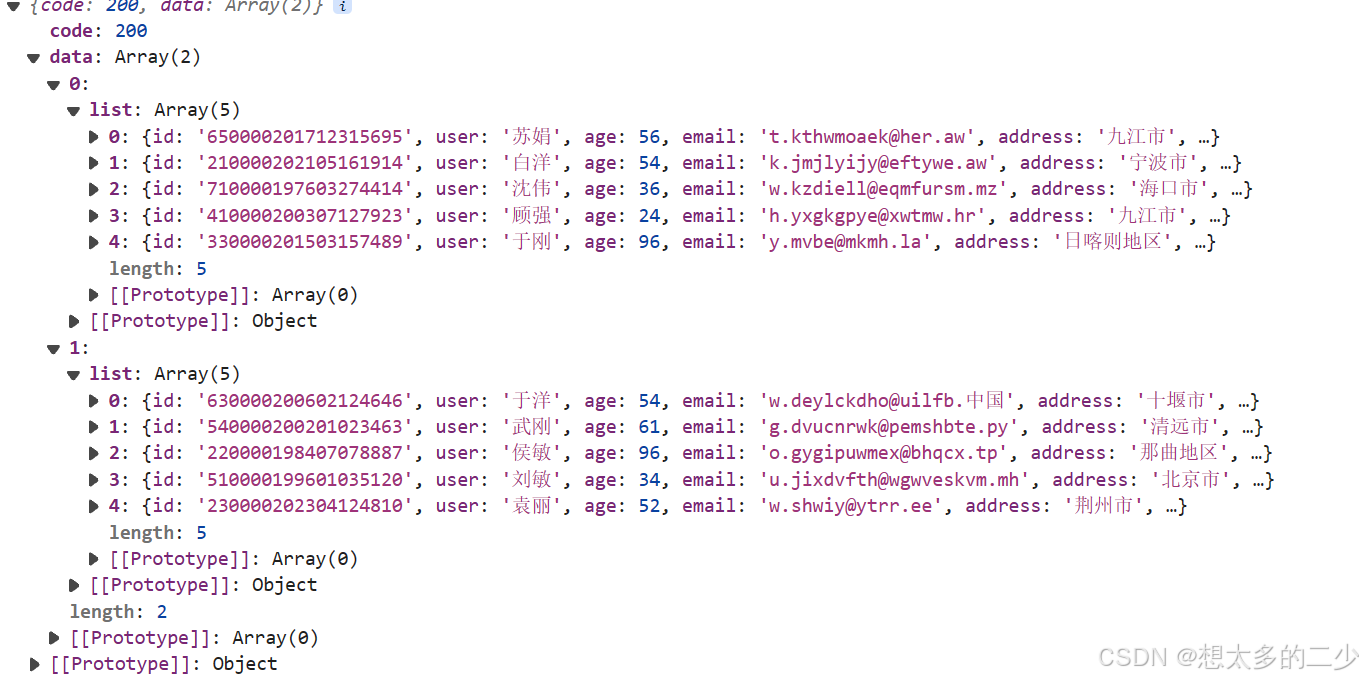 ▼ {code: 200, data: Array(2)} i
code: 200
▼ data: Array(2)
▼ 0:
▼ list: Array(5)
▶ 0: {id: '650000201712315695', user: '苏娟', age: 56, email: 't.kthwmoaek@her.aw', address: '九江市', …}
▶ 1: {id: '210000202105161914', user: '白洋', age: 54, email: 'k.jmjlyijy@eftywe.aw', address: '宁波市', …}
▶ 2: {id: '710000197603274414', user: '沈伟', age: 36, email: 'w.kzdiell@eqmfursm.mz', address: '海口市', …}
▶ 3: {id: '410000200307127923', user: '顾强', age: 24, email: 'h.yxgkgpye@xwtmw.hr', address: '九江市', …}
▶ 4: {id: '330000201503157489', user: '于刚', age: 96, email: 'y.mvbe@mkmh.la', address: '日喀则地区', …}
length: 5
▶ [[Prototype]]: Array(0)
▶ [[Prototype]]: Object
▼ 1:
▼ list: Array(5)
▶ 0: {id: '630000200602124646', user: '于洋', age: 54, email: 'w.deylckdho@uilfb.中国', address: '十堰市', …}
▶ 1: {id: '540000200201023463', user: '武刚', age: 61, email: 'g.dvucnrwk@pemshbte.py', address: '清远市', …}
▶ 2: {id: '220000198407078887', user: '侯敏', age: 96, email: 'o.gygipuwmex@bhqcx.tp', address: '那曲地区', …}
▶ 3: {id: '510000199601035120', user: '刘敏', age: 34, email: 'u.jixdvfth@wgwveskvm.mh', address: '北京市', …}
▶ 4: {id: '230000202304124810', user: '袁丽', age: 52, email: 'w.shwiy@ytrr.ee', address: '荆州市', …}
length: 5
▶ [[Prototype]]: Array(0)
▶ [[Prototype]]: Object
length: 2
▶ [[Prototype]]: Array(0)
▶ [[Prototype]]: Object
CSDN @想太多的二少